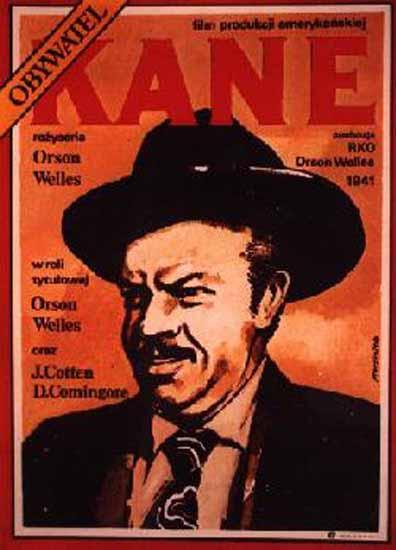 OBYWATEL
film produkcji amerykańskiej
KANE
reżyseria
Orson
Welles
produkcja
RKO
Orson Welles
1941
w roli
tytułowej
Orson
Welles
oraz
J.Cotten
D.Comingore